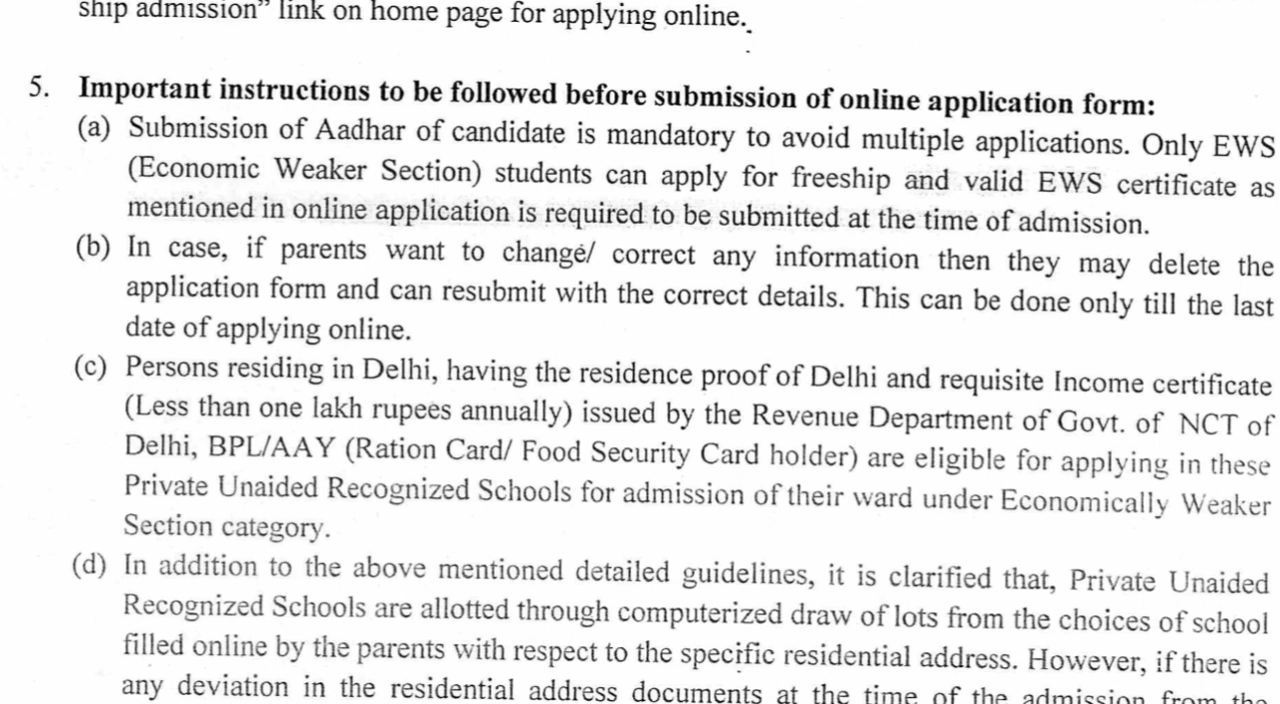 ship admission” link on home page for applying online.
5. Important instructions to be followed before submission of online application form:
(a) Submission of Aadhar of candidate is mandatory to avoid multiple applications. Only EWS
(Economic Weaker Section) students can apply for freeship and valid EWS certificate as
mentioned in online application is required to be submitted at the time of admission.
(b) In case, if parents want to change/ correct any information then they may delete the
application form and can resubmit with the correct details. This can be done only till the last
date of applying online.
(c) Persons residing in Delhi, having the residence proof of Delhi and requisite Income certificate
(Less than one lakh rupees annually) issued by the Revenue Department of Govt. of NCT of
Delhi, BPL/AAY (Ration Card/ Food Security Card holder) are eligible for applying in these
Private Unaided Recognized Schools for admission of their ward under Economically Weaker
Section category.
(d) In addition to the above mentioned detailed guidelines, it is clarified that, Private Unaided
Recognized Schools are allotted through computerized draw of lots from the choices of school
filled online by the parents with respect to the specific residential address. However, if there is
any deviation in the residential address documents at the time of the admission from the